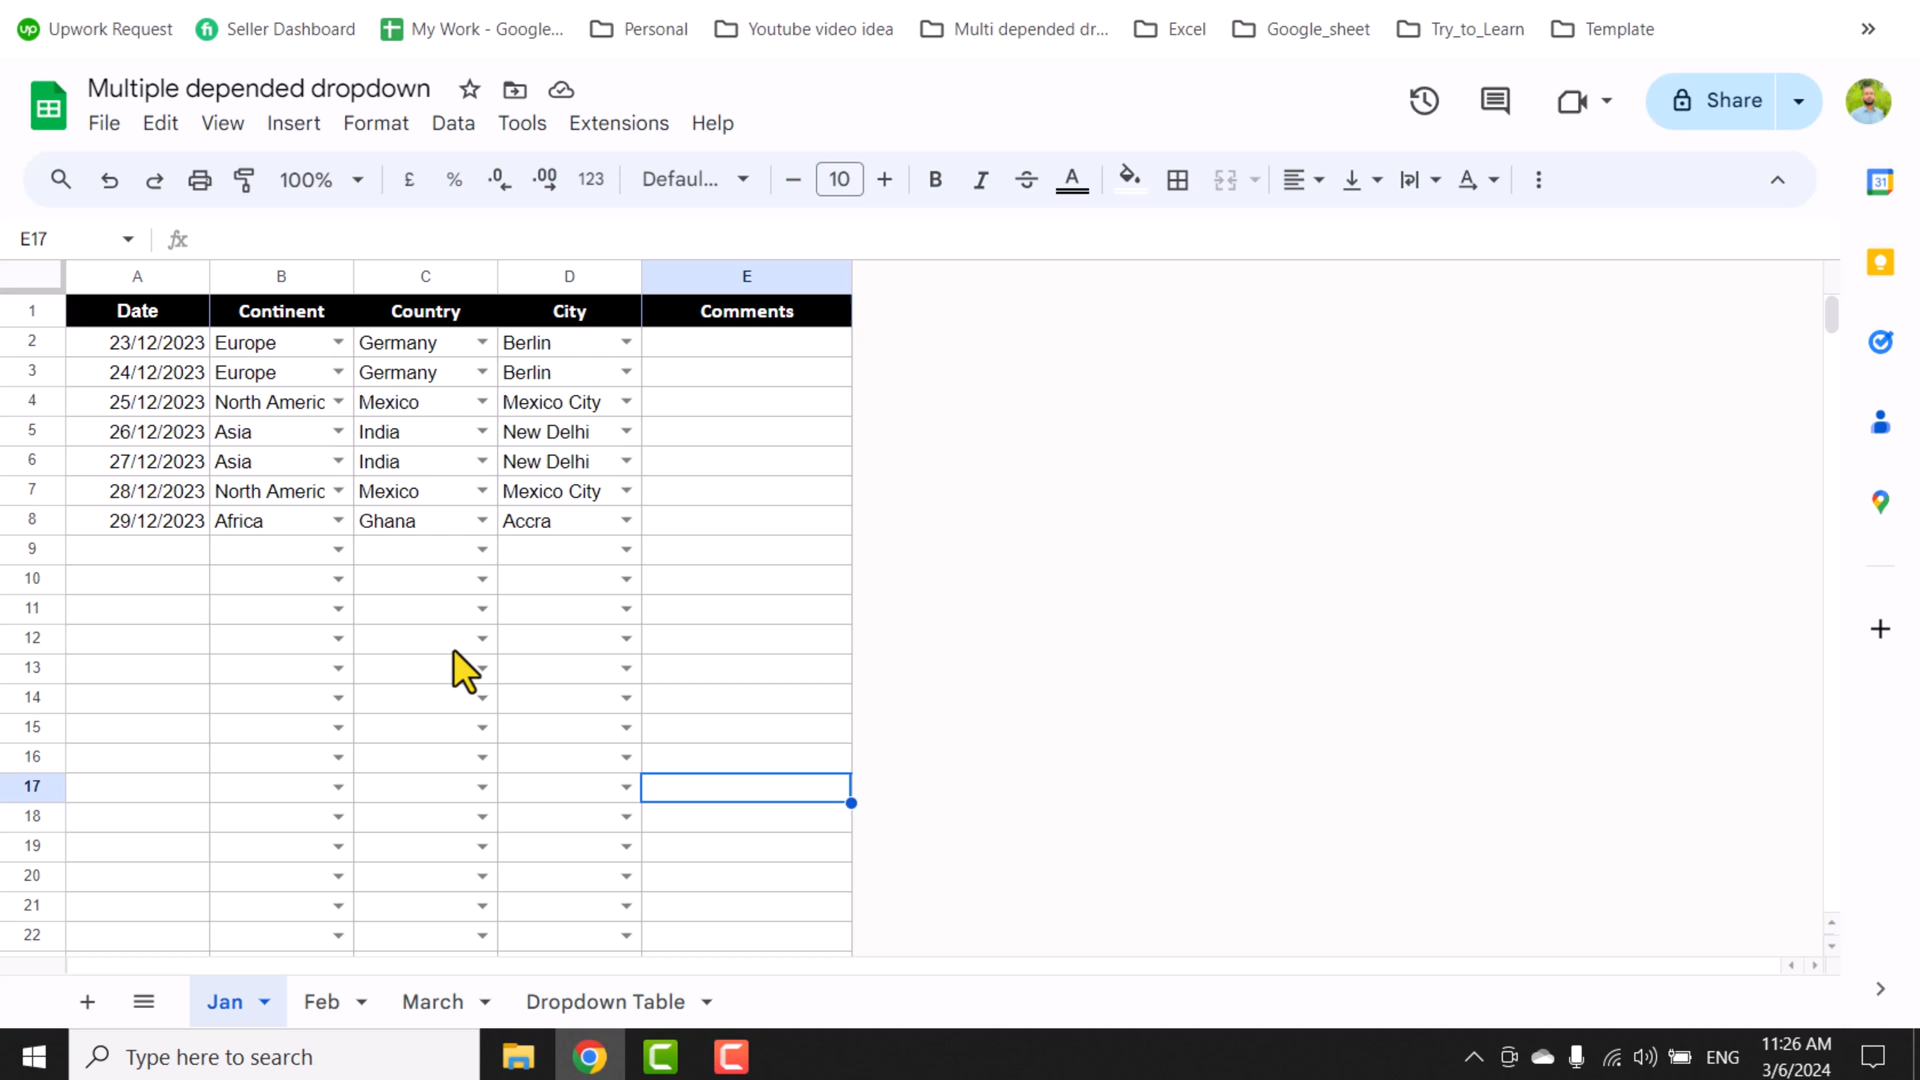 up Upwork Request fi Seller Dashboard My Work - Google... Personal Youtube video idea Multi depended dr... Excel Google_sheet Try_to_Learn Template »
Multiple depended dropdown
Share
File Edit View Insert Format Data Tools Extensions Help
100% £ % .0 .00 123 Defaul... − 10 + B I A
31
E17 fx
A B C D E
1 Date Continent Country City Comments
2 23/12/2023 Europe Germany Berlin
3 24/12/2023 Europe Germany Berlin
4 25/12/2023 North Americ Mexico Mexico City
5 26/12/2023 Asia India New Delhi
6 27/12/2023 Asia India New Delhi
7 28/12/2023 North Americ Mexico Mexico City
8 29/12/2023 Africa Ghana Accra
9
10
11
12
13
14
15
16
17
18
19
20
21
22
+ Jan Feb March Dropdown Table
Type here to search
ENG
11:26 AM
3/6/2024